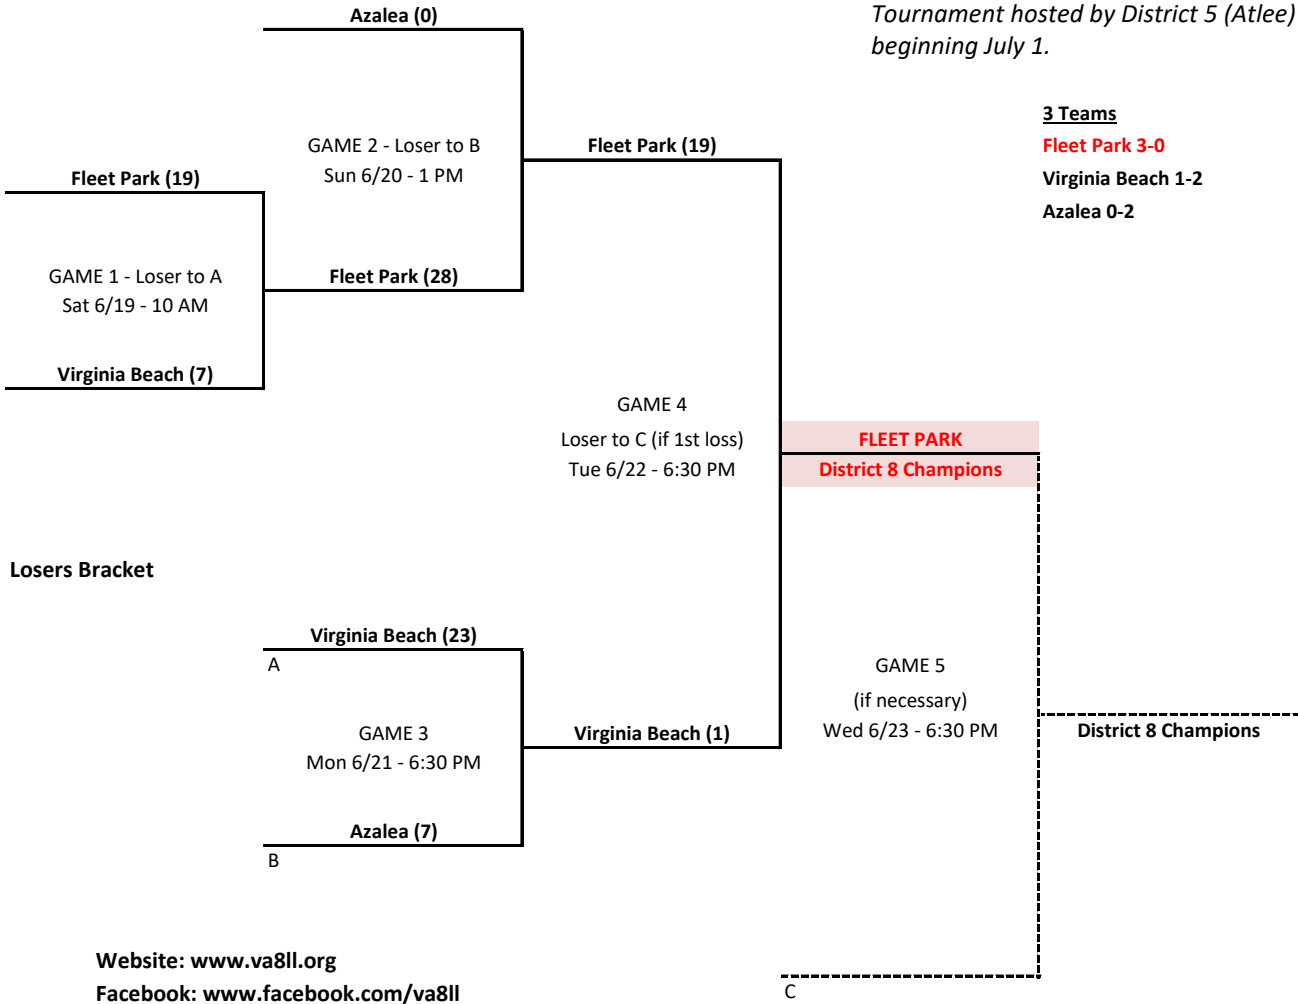 Azalea (0)
Tournament hosted by District 5 (Atlee)
beginning July 1.
3 Teams
Fleet Park 3-0
Virginia Beach 1-2
Azalea 0-2
GAME 2 - Loser to B
Sun 6/20 - 1 PM
Fleet Park (19)
Fleet Park (19)
GAME 1 - Loser to A
Sat 6/19 - 10 AM
Fleet Park (28)
Virginia Beach (7)
GAME 4
Loser to C (if 1st loss)
Tue 6/22 - 6:30 PM
FLEET PARK
District 8 Champions
Losers Bracket
Virginia Beach (23)
A
GAME 3
Mon 6/21 - 6:30 PM
Virginia Beach (1)
GAME 5
(if necessary)
Wed 6/23 - 6:30 PM
District 8 Champions
Azalea (7)
B
Website: www.va8ll.org
Facebook: www.facebook.com/va8ll
C